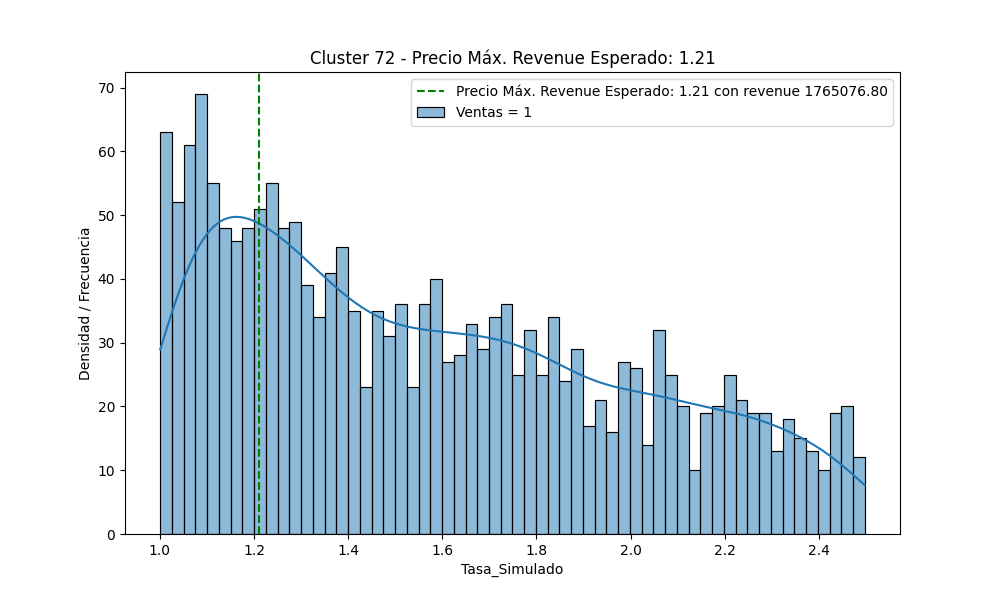 Cluster 72 - Precio Máx. Revenue Esperado: 1.21
Precio Máx. Revenue Esperado: 1.21 con revenue 1765076.80
Ventas = 1
70
60
50
40
30
20
10
0
Densidad / Frecuencia
1.0 1.2 1.4 1.6 1.8 2.0 2.2 2.4
Tasa_Simulado